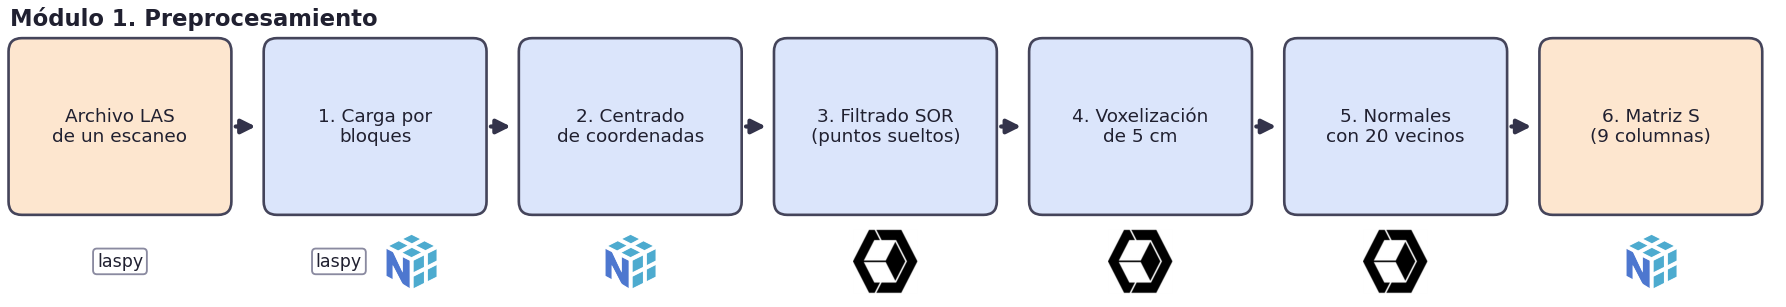 Módulo 1. Preprocesamiento
Archivo LAS
de un escaneo
1. Carga por
bloques
2. Centrado
de coordenadas
3. Filtrado SOR
(puntos sueltos)
4. Voxelización
de 5 cm
5. Normales
con 20 vecinos
6. Matriz S
(9 columnas)
laspy
laspy